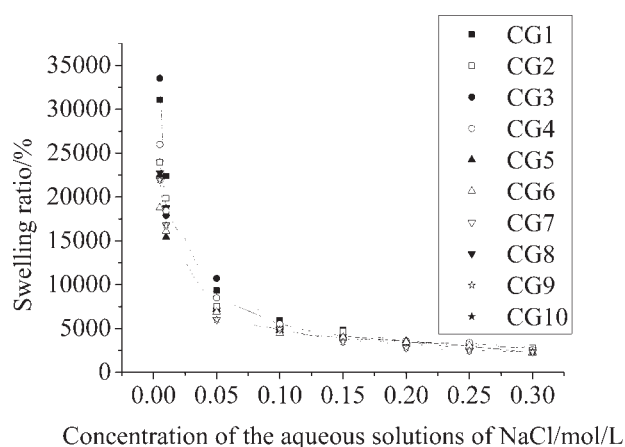 35000
30000
25000
20000
15000
10000
5000
0
Swelling ratio/%
0.00 0.05 0.10 0.15 0.20 0.25 0.30
Concentration of the aqueous solutions of NaCl/mol/L
CG1
CG2
CG3
CG4
CG5
CG6
CG7
CG8
CG9
CG10